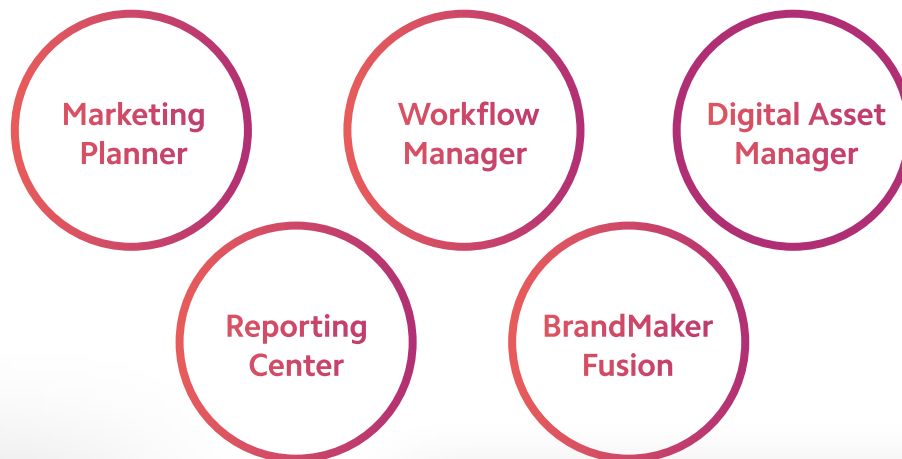 Marketing
Planner
Workflow
Manager
Digital Asset
Manager
Reporting
Center
BrandMaker
Fusion